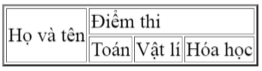 Họ và tên
Điểm thi
Toán Vật lí Hóa học